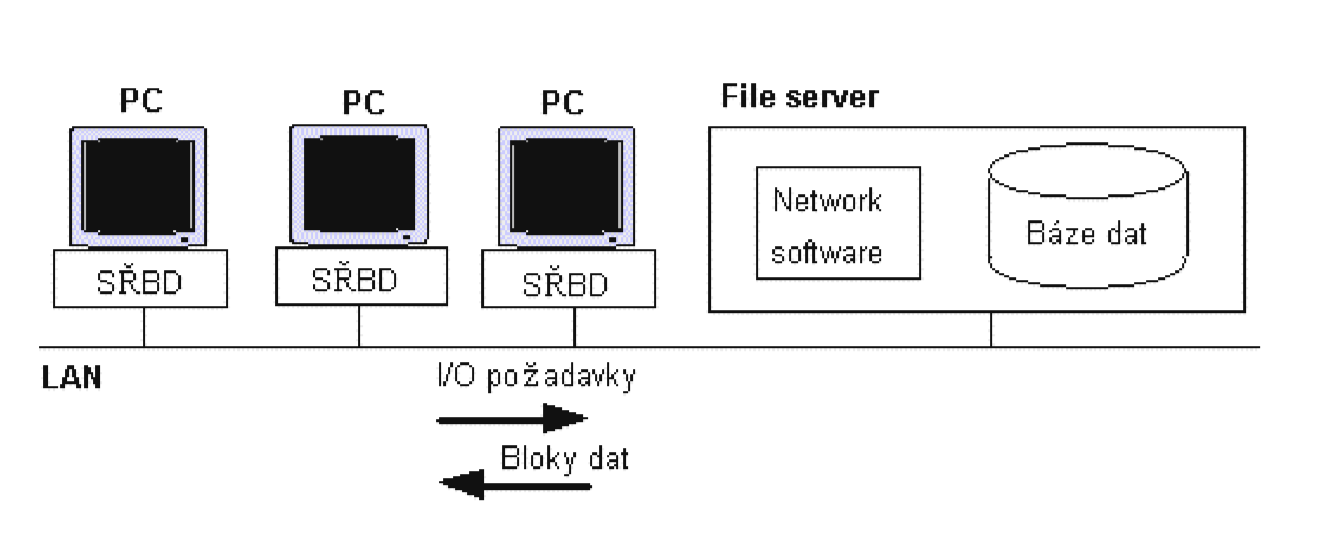 PC
PC
PC
File server
SŘBD
SŘBD
SŘBD
Network
software
Báze dat
LAN
I/O požadavky
Bloky dat